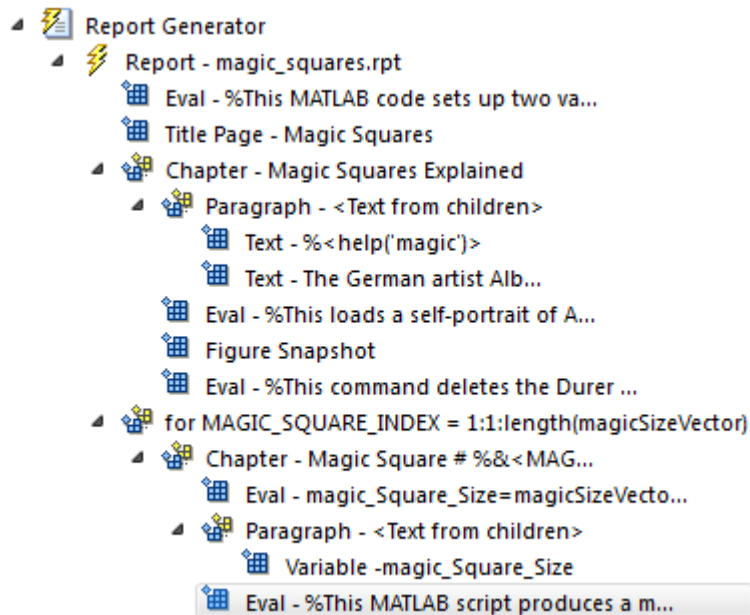 Report Generator
Report - magic_squares.rpt
Eval - %This MATLAB code sets up two va...
Title Page - Magic Squares
Chapter - Magic Squares Explained
Paragraph - <Text from children>
Text - %<help('magic')>
Text - The German artist Alb...
Eval - %This loads a self-portrait of A...
Figure Snapshot
Eval - %This command deletes the Durer ...
for MAGIC_SQUARE_INDEX = 1:1:length(magicSizeVector)
Chapter - Magic Square # %&<MAG...
Eval - magic_Square_Size=magicSizeVecto...
Paragraph - <Text from children>
Variable -magic_Square_Size
Eval - %This MATLAB script produces a m...